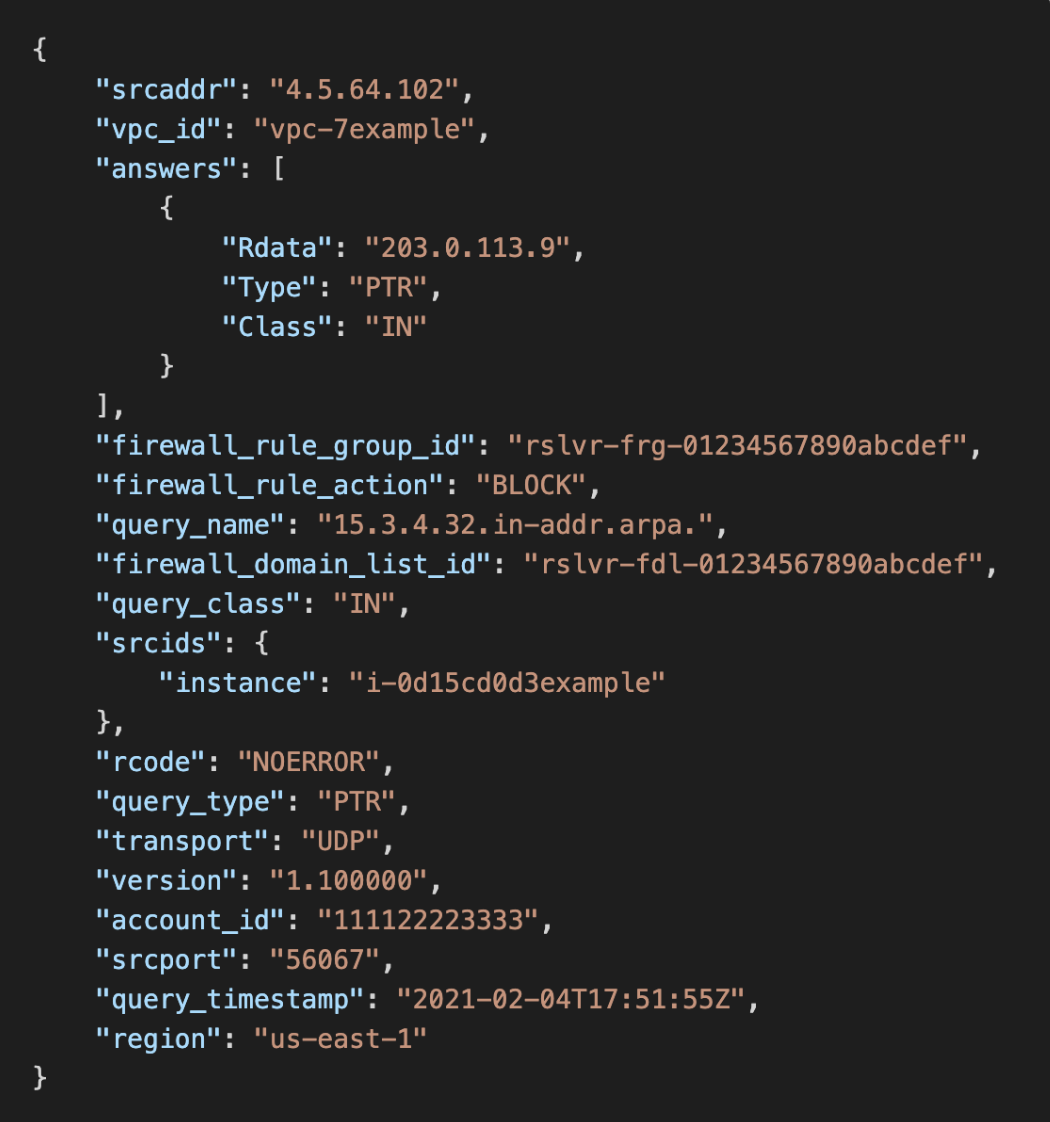 {
    "srcaddr": "4.5.64.102",
    "vpc_id": "vpc-7example",
    "answers": [
        {
            "Rdata": "203.0.113.9",
            "Type": "PTR",
            "Class": "IN"
        }
    ],
    "firewall_rule_group_id": "rslvr-frg-01234567890abcdef",
    "firewall_rule_action": "BLOCK",
    "query_name": "15.3.4.32.in-addr.arpa.",
    "firewall_domain_list_id": "rslvr-fdl-01234567890abcdef",
    "query_class": "IN",
    "srcids": {
        "instance": "i-0d15cd0d3example"
    },
    "rcode": "NOERROR",
    "query_type": "PTR",
    "transport": "UDP",
    "version": "1.100000",
    "account_id": "111122223333",
    "srcport": "56067",
    "query_timestamp": "2021-02-04T17:51:55Z",
    "region": "us-east-1"
}